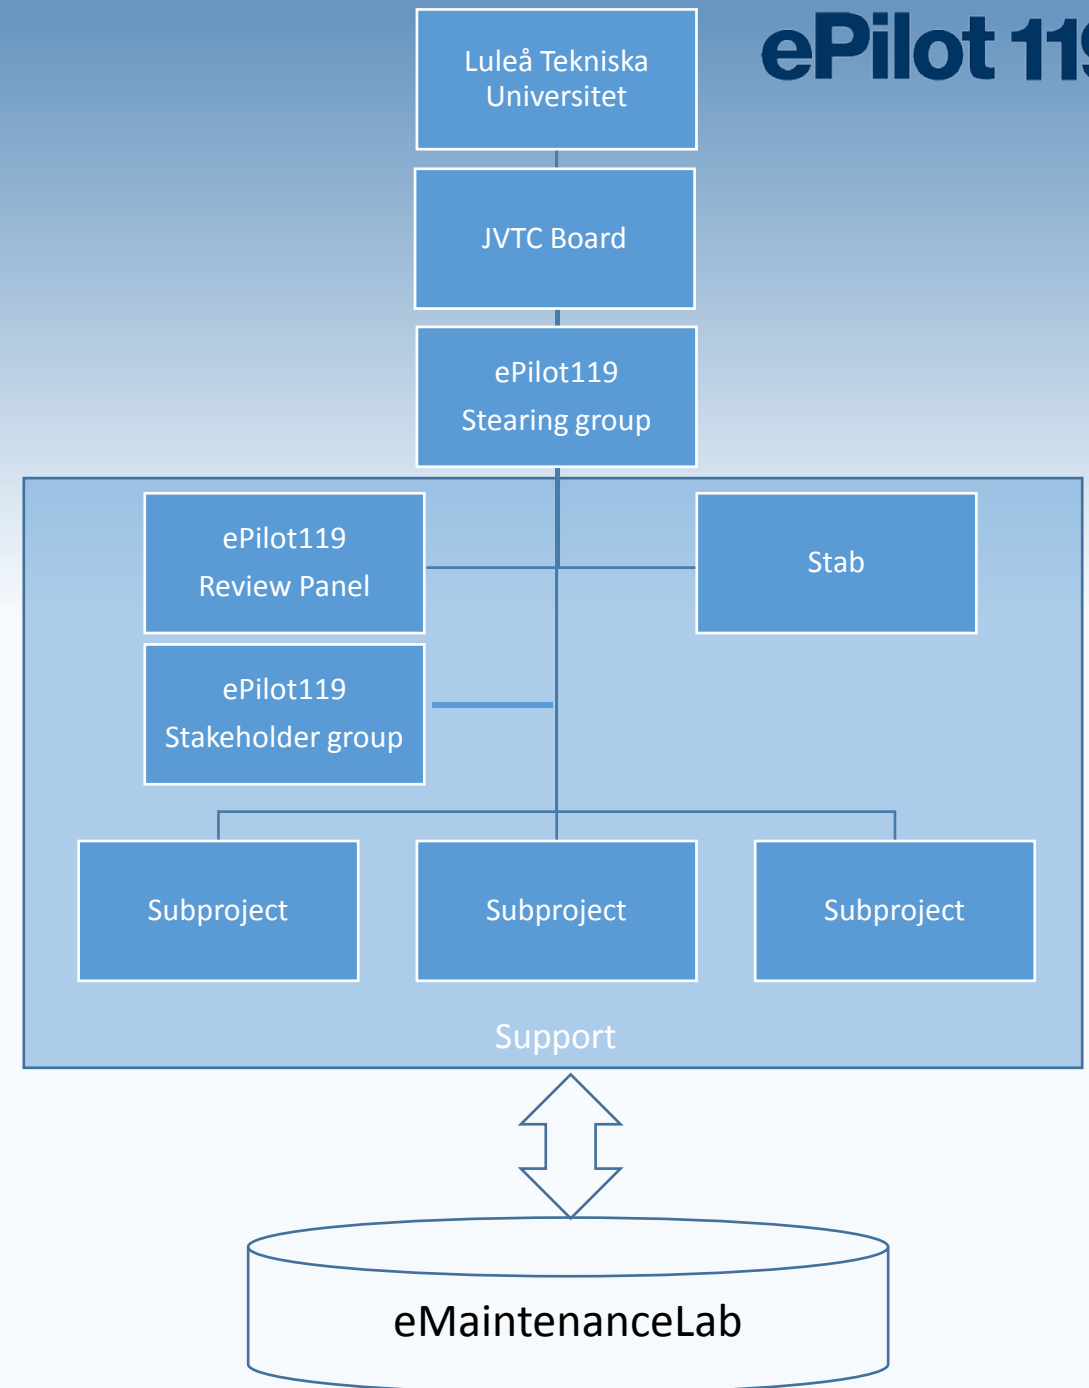 ePilot 119
Luleå Tekniska
Universitet
JVTC Board
ePilot119
Stearing group
ePilot119
Review Panel
Stab
ePilot119
Stakeholder group
Subproject
Subproject
Subproject
Support
eMaintenanceLab